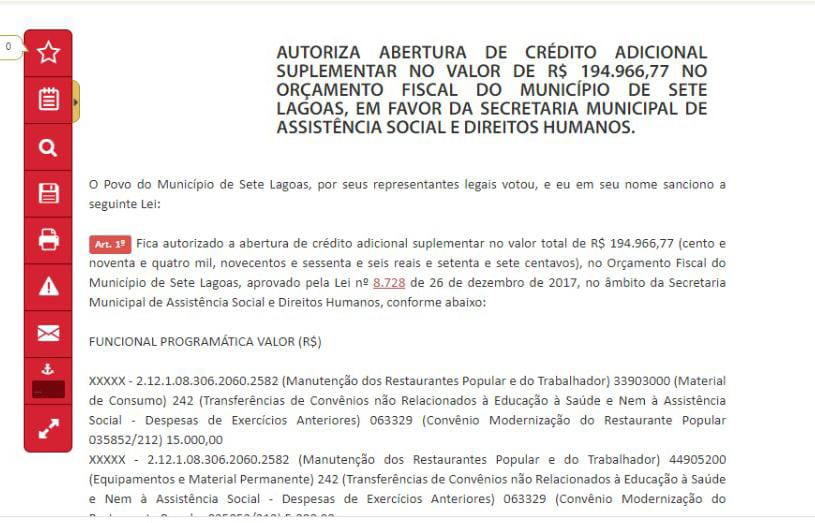 0
AUTORIZA ABERTURA DE CRÉDITO ADICIONAL
SUPLEMENTAR NO VALOR DE R$ 194.966,77 NO
ORÇAMENTO FISCAL DO MUNICÍPIO DE SETE
LAGOAS, EM FAVOR DA SECRETARIA MUNICIPAL DE
ASSISTÊNCIA SOCIAL E DIREITOS HUMANOS.
O Povo do Município de Sete Lagoas, por seus representantes legais votou, e eu em seu nome sanciono a
seguinte Lei:
Art. 1º Fica autorizado a abertura de crédito adicional suplementar no valor total de R$ 194.966,77 (cento e
noventa e quatro mil, novecentos e sessenta e seis reais e setenta e sete centavos), no Orçamento Fiscal do
Município de Sete Lagoas, aprovado pela Lei nº 8.728 de 26 de dezembro de 2017, no âmbito da Secretaria
Municipal de Assistência Social e Direitos Humanos, conforme abaixo:
FUNCIONAL PROGRAMÁTICA VALOR (R$)
XXXXX - 2.12.1.08.306.2060.2582 (Manutenção dos Restaurantes Popular e do Trabalhador) 33903000 (Material
de Consumo) 242 (Transferências de Convênios não Relacionados à Educação à Saúde e Nem à Assistência
Social - Despesas de Exercícios Anteriores) 063329 (Convênio Modernização do Restaurante Popular
035852/212) 15.000,00
XXXXX - 2.12.1.08.306.2060.2582 (Manutenção dos Restaurantes Popular e do Trabalhador) 44905200
(Equipamentos e Material Permanente) 242 (Transferências de Convênios não Relacionados à Educação à Saúde
e Nem à Assistência Social - Despesas de Exercícios Anteriores) 063329 (Convênio Modernização do